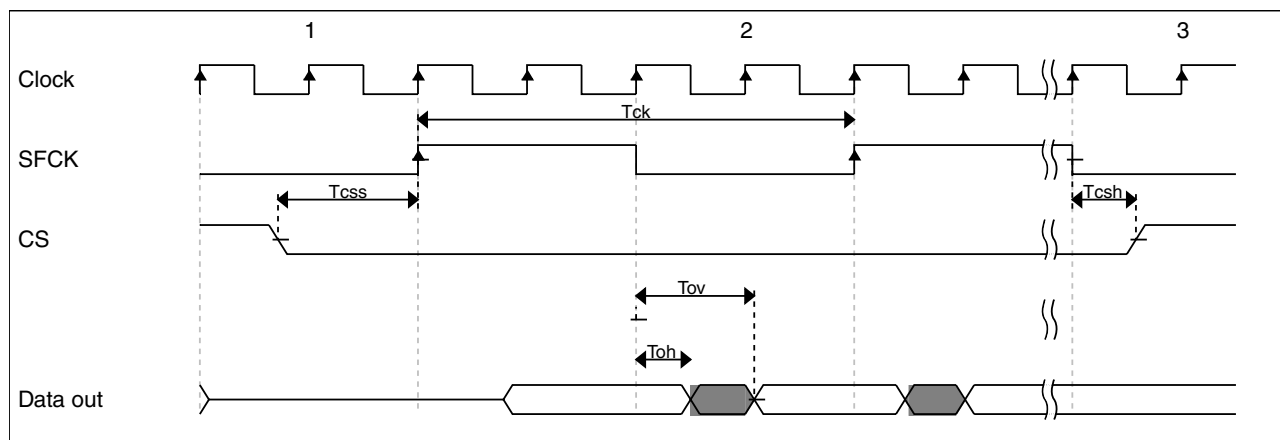 1 2 3
Clock
Tck
SFCK
Tcss Tcsh
CS
Tov
Toh
Data out